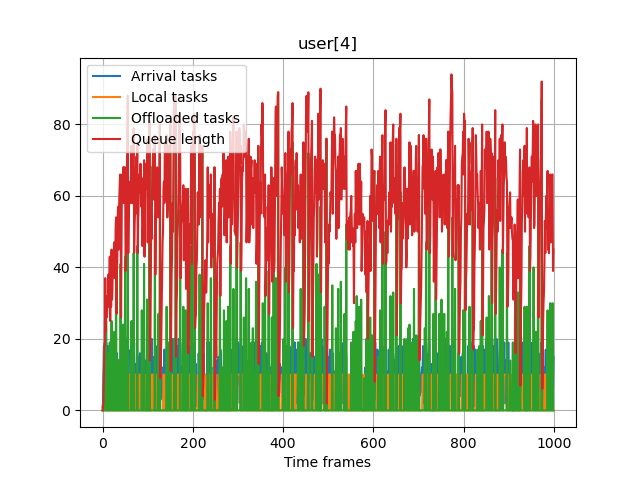 user[4]
Arrival tasks
Local tasks
Offloaded tasks
Queue length
80
60
40
20
0
0 200 400 600 800 1000
Time frames